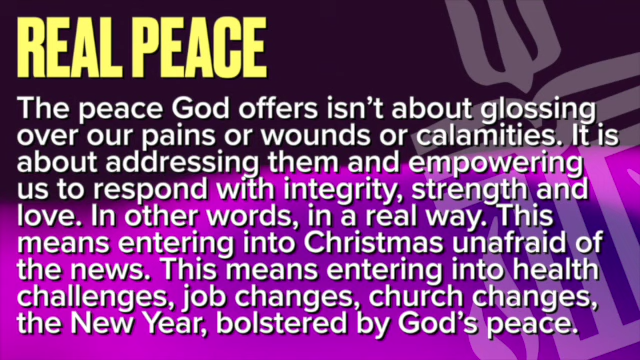 REAL PEACE
The peace God offers isn’t about glossing
over our pains or wounds or calamities. It is
about addressing them and empowering
us to respond with integrity, strength and
love. In other words, in a real way. This
means entering into Christmas unafraid of
the news. This means entering into health
challenges, job changes, church changes,
the New Year, bolstered by God’s peace.